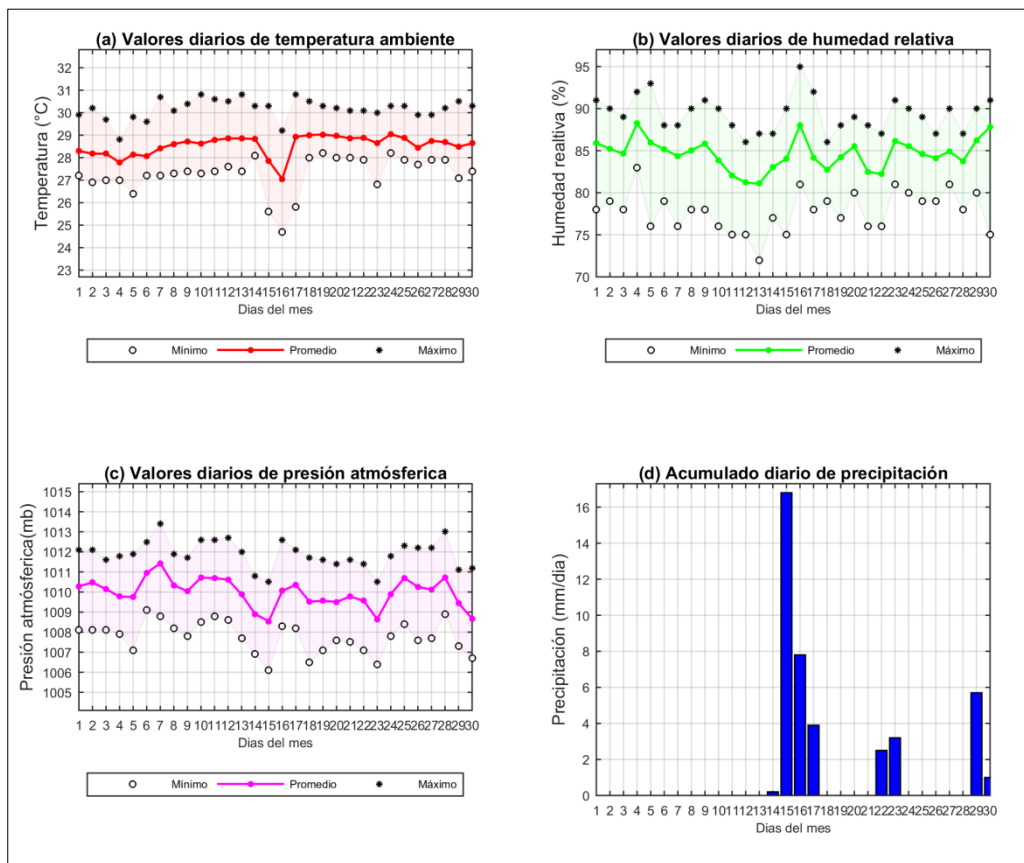 (a) Valores diarios de temperatura ambiente
Temperatura (°C)
32
31
30
29
28
27
26
25
24
23
1 2 3 4 5 6 7 8 9 10 11 12 13 14 15 16 17 18 19 20 21 22 23 24 25 26 27 28 29 30
Dias del mes
Mínimo Promedio Máximo
(b) Valores diarios de humedad relativa
Humedad realtiva (%)
95
90
85
80
75
70
1 2 3 4 5 6 7 8 9 10 11 12 13 14 15 16 17 18 19 20 21 22 23 24 25 26 27 28 29 30
Dias del mes
Mínimo Promedio Máximo
(c) Valores diarios de presión atmósferica
Presión atmósferica(mb)
1015
1014
1013
1012
1011
1010
1009
1008
1007
1006
1005
1 2 3 4 5 6 7 8 9 10 11 12 13 14 15 16 17 18 19 20 21 22 23 24 25 26 27 28 29 30
Dias del mes
Mínimo Promedio Máximo
(d) Acumulado diario de precipitación
Precipitación (mm/dia)
16
14
12
10
8
6
4
2
0
1 2 3 4 5 6 7 8 9 10 11 12 13 14 15 16 17 18 19 20 21 22 23 24 25 26 27 28 29 30
Dias del mes